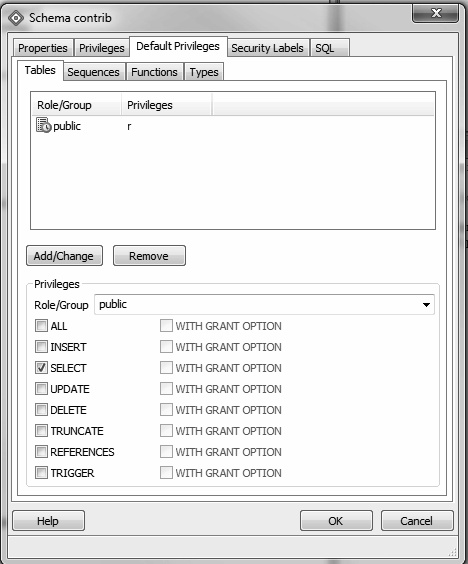 Schema contrib
Properties Privileges Default Privileges Security Labels SQL
Tables Sequences Functions Types
Role/Group Privileges
public r
Add/Change Remove
Privileges
Role/Group public
ALL WITH GRANT OPTION
INSERT WITH GRANT OPTION
SELECT WITH GRANT OPTION
UPDATE WITH GRANT OPTION
DELETE WITH GRANT OPTION
TRUNCATE WITH GRANT OPTION
REFERENCES WITH GRANT OPTION
TRIGGER WITH GRANT OPTION
Help OK Cancel